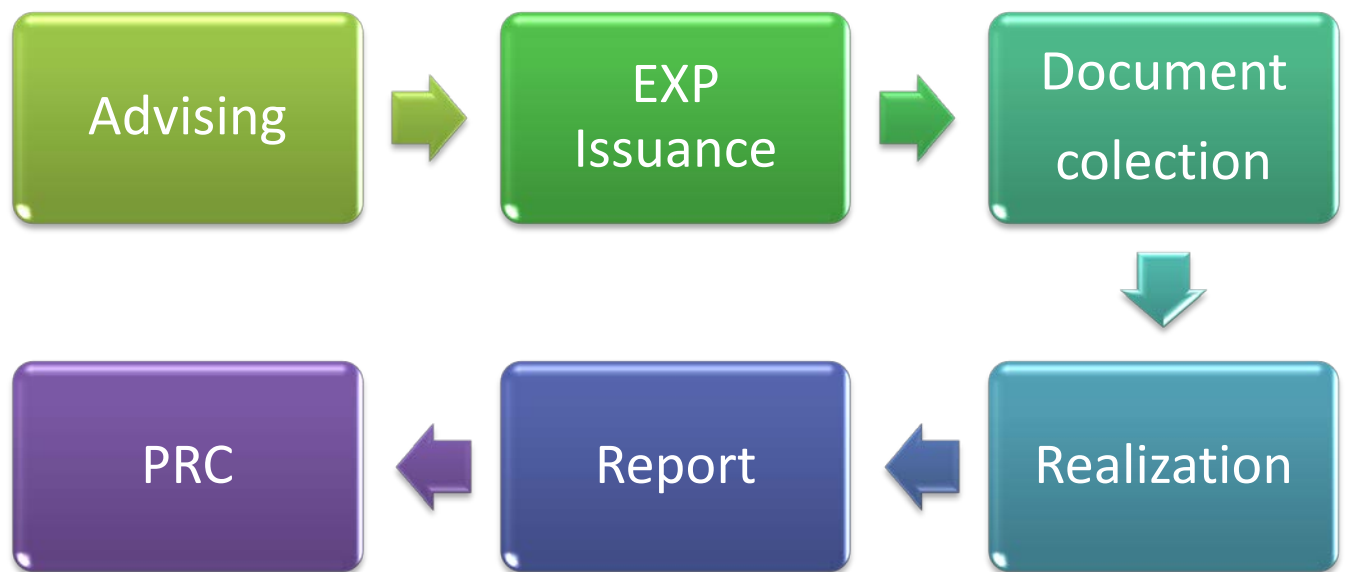 Advising
EXP
Issuance
Document
colection
Realization
Report
PRC